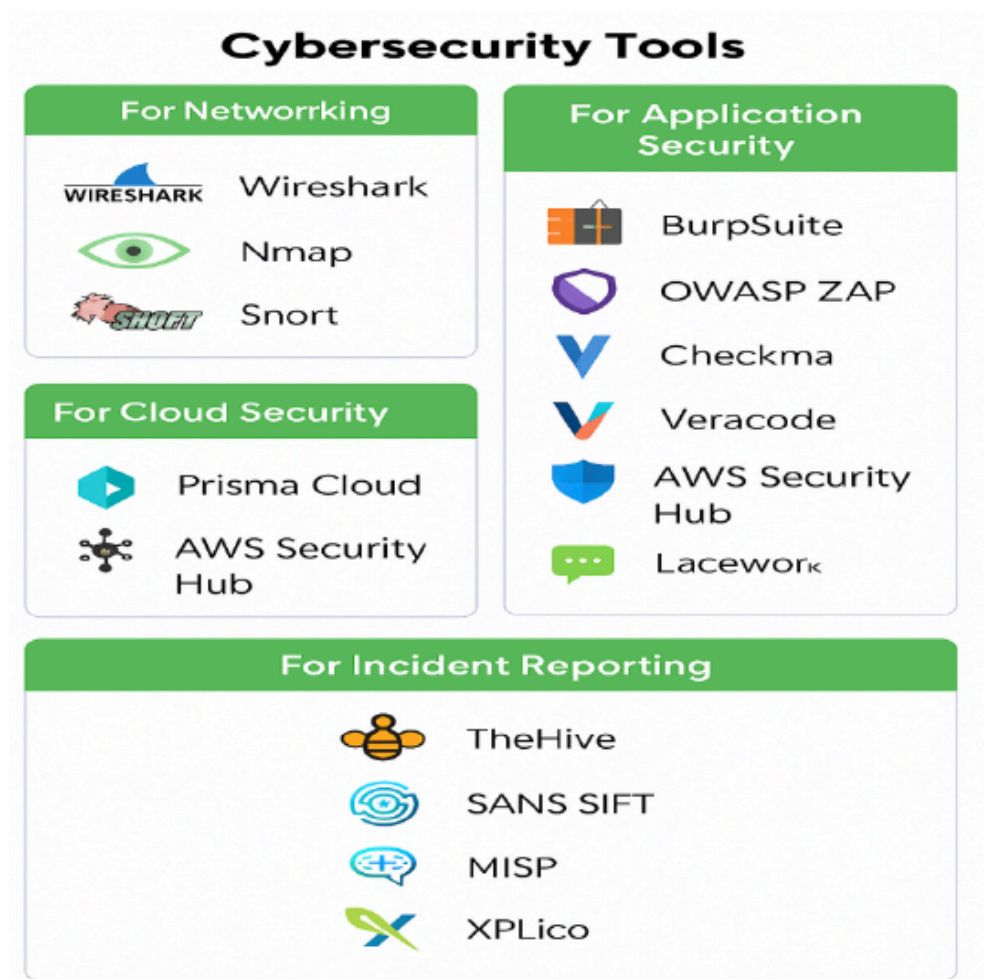 Cybersecurity Tools
For Networrking
WIRESHARK Wireshark
Nmap
SHOFT Snort
For Cloud Security
Prisma Cloud
AWS Security
Hub
For Application
Security
BurpSuite
OWASP ZAP
Checkma
Veracode
AWS Security
Hub
Lacework
For Incident Reporting
TheHive
SANS SIFT
MISP
XPLico